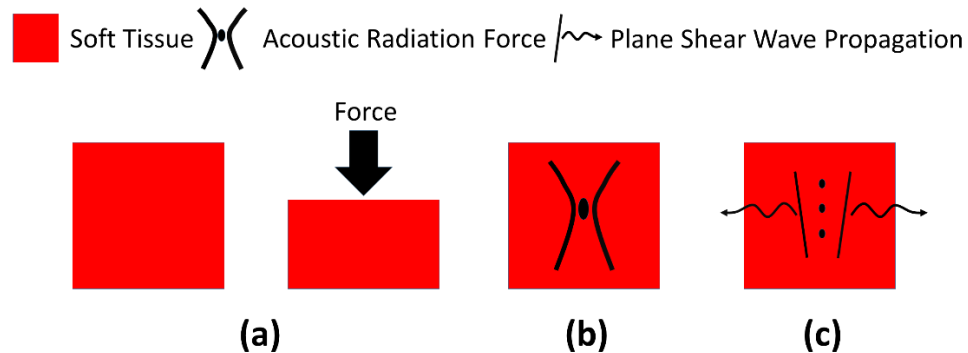 Soft Tissue Acoustic Radiation Force Plane Shear Wave Propagation
Force
(a) (b) (c)